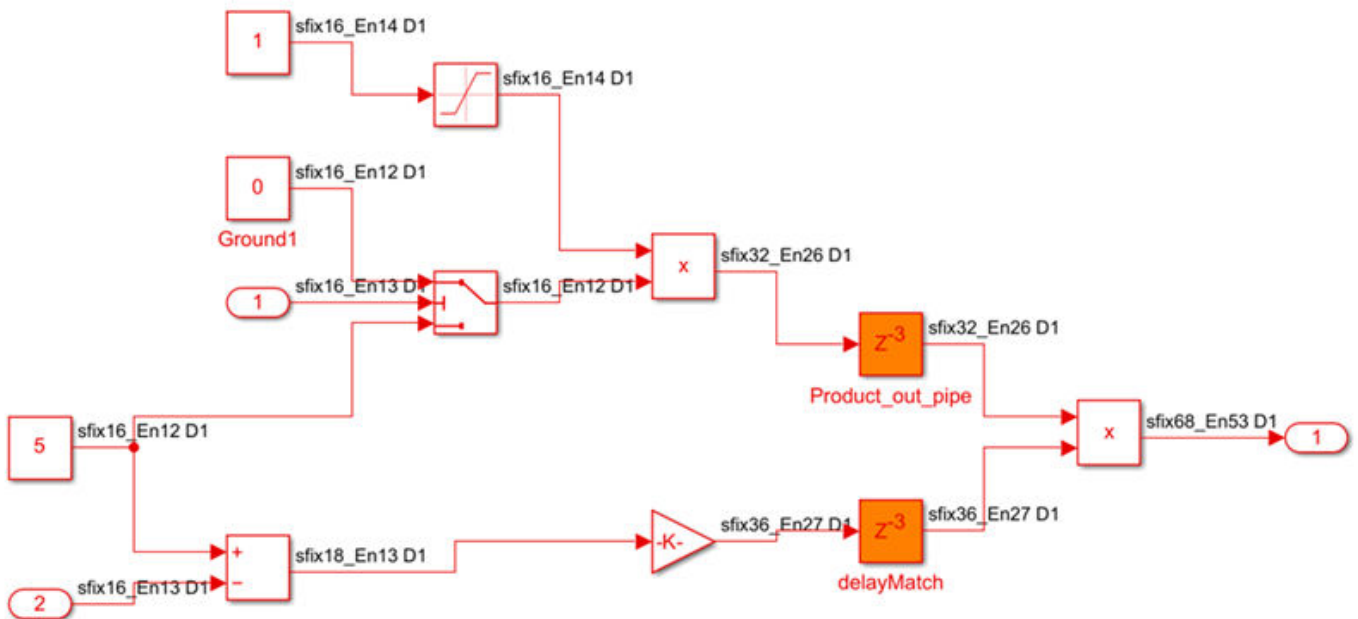 sfix16_En14 D1
1
sfix16_En14 D1
sfix16_En12 D1
0
Ground1
sfix16_En13 D1
1
sfix16_En12 D1
x
sfix32_En26 D1
Z-3
sfix32_En26 D1
Product_out_pipe
5
sfix16_En12 D1
x
sfix68_En53 D1
1
+
−
sfix18_En13 D1
-K-
sfix36_En27 D1
Z-3
sfix36_En27 D1
delayMatch
2
sfix16_En13 D1